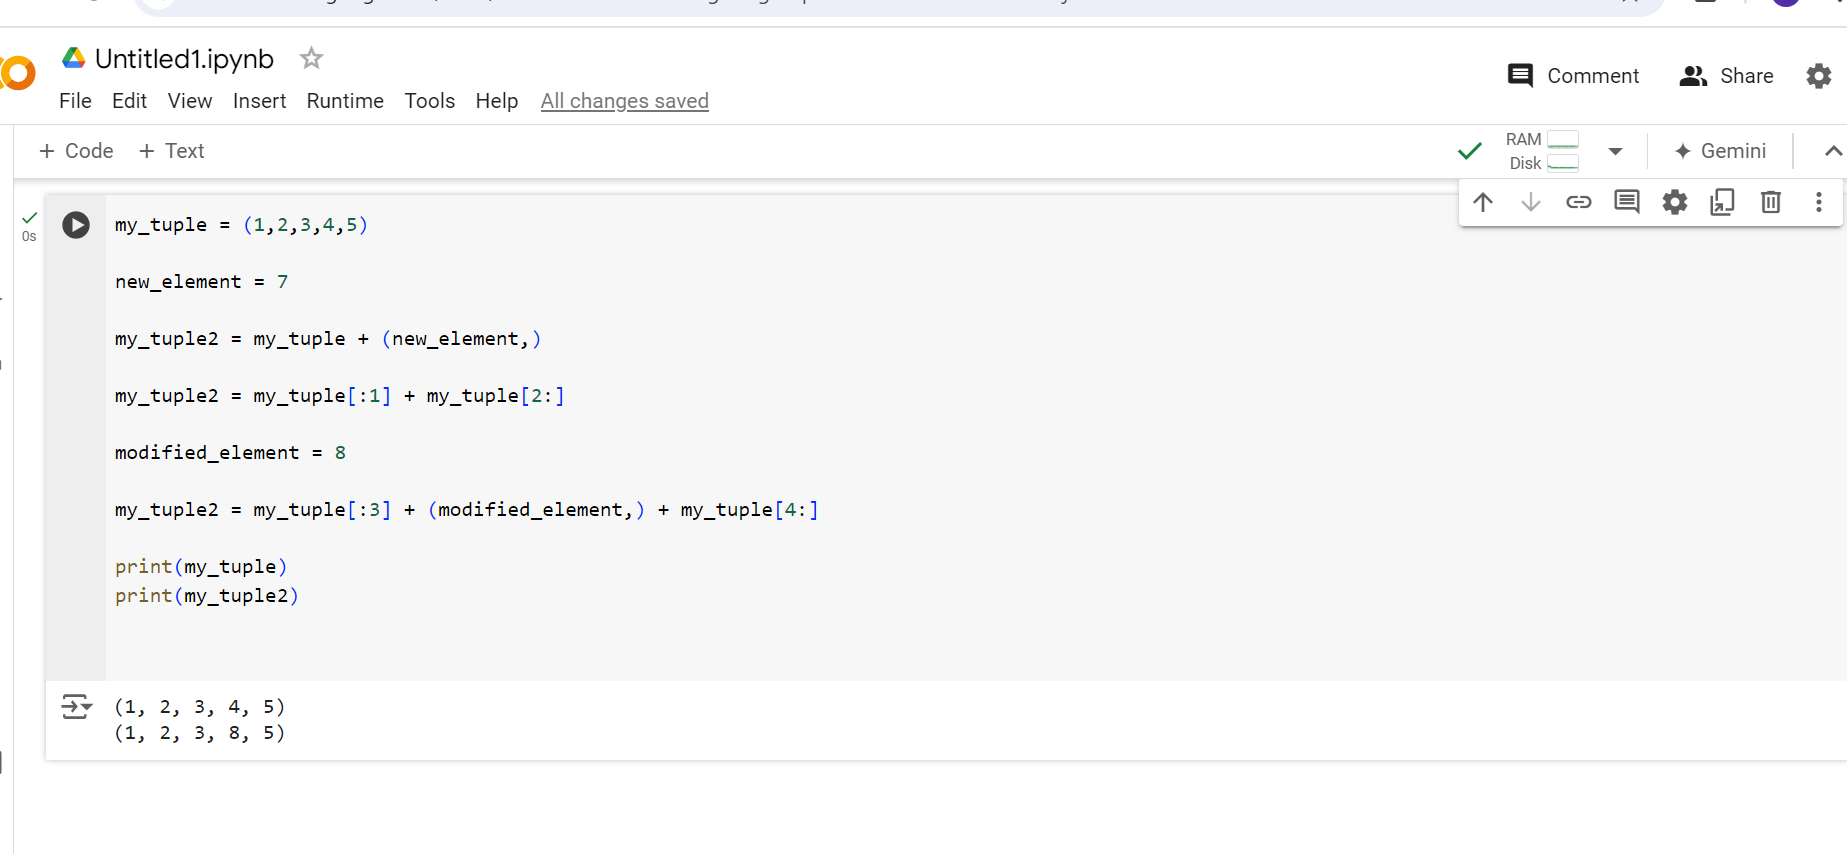 Untitled1.ipynb
File Edit View Insert Runtime Tools Help All changes saved
Comment Share
+ Code + Text
RAM
Disk
Gemini
0s
my_tuple = (1,2,3,4,5)
new_element = 7
my_tuple2 = my_tuple + (new_element,)
my_tuple2 = my_tuple[:1] + my_tuple[2:]
modified_element = 8
my_tuple2 = my_tuple[:3] + (modified_element,) + my_tuple[4:]
print(my_tuple)
print(my_tuple2)
(1, 2, 3, 4, 5)
(1, 2, 3, 8, 5)